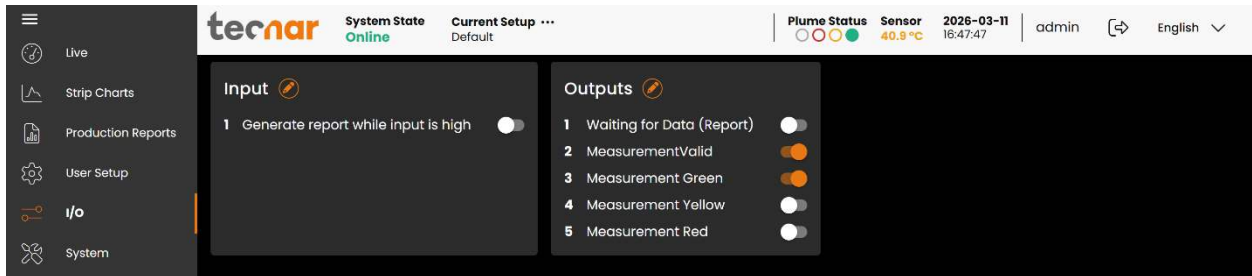 tecnar
System State
Online
Current Setup ···
Default
Plume Status
Sensor
40.9 °C
2026-03-11
16:47:47
admin
English
Live
Strip Charts
Production Reports
User Setup
I/O
System
Input
1 Generate report while input is high
Outputs
1 Waiting for Data (Report)
2 MeasurementValid
3 Measurement Green
4 Measurement Yellow
5 Measurement Red